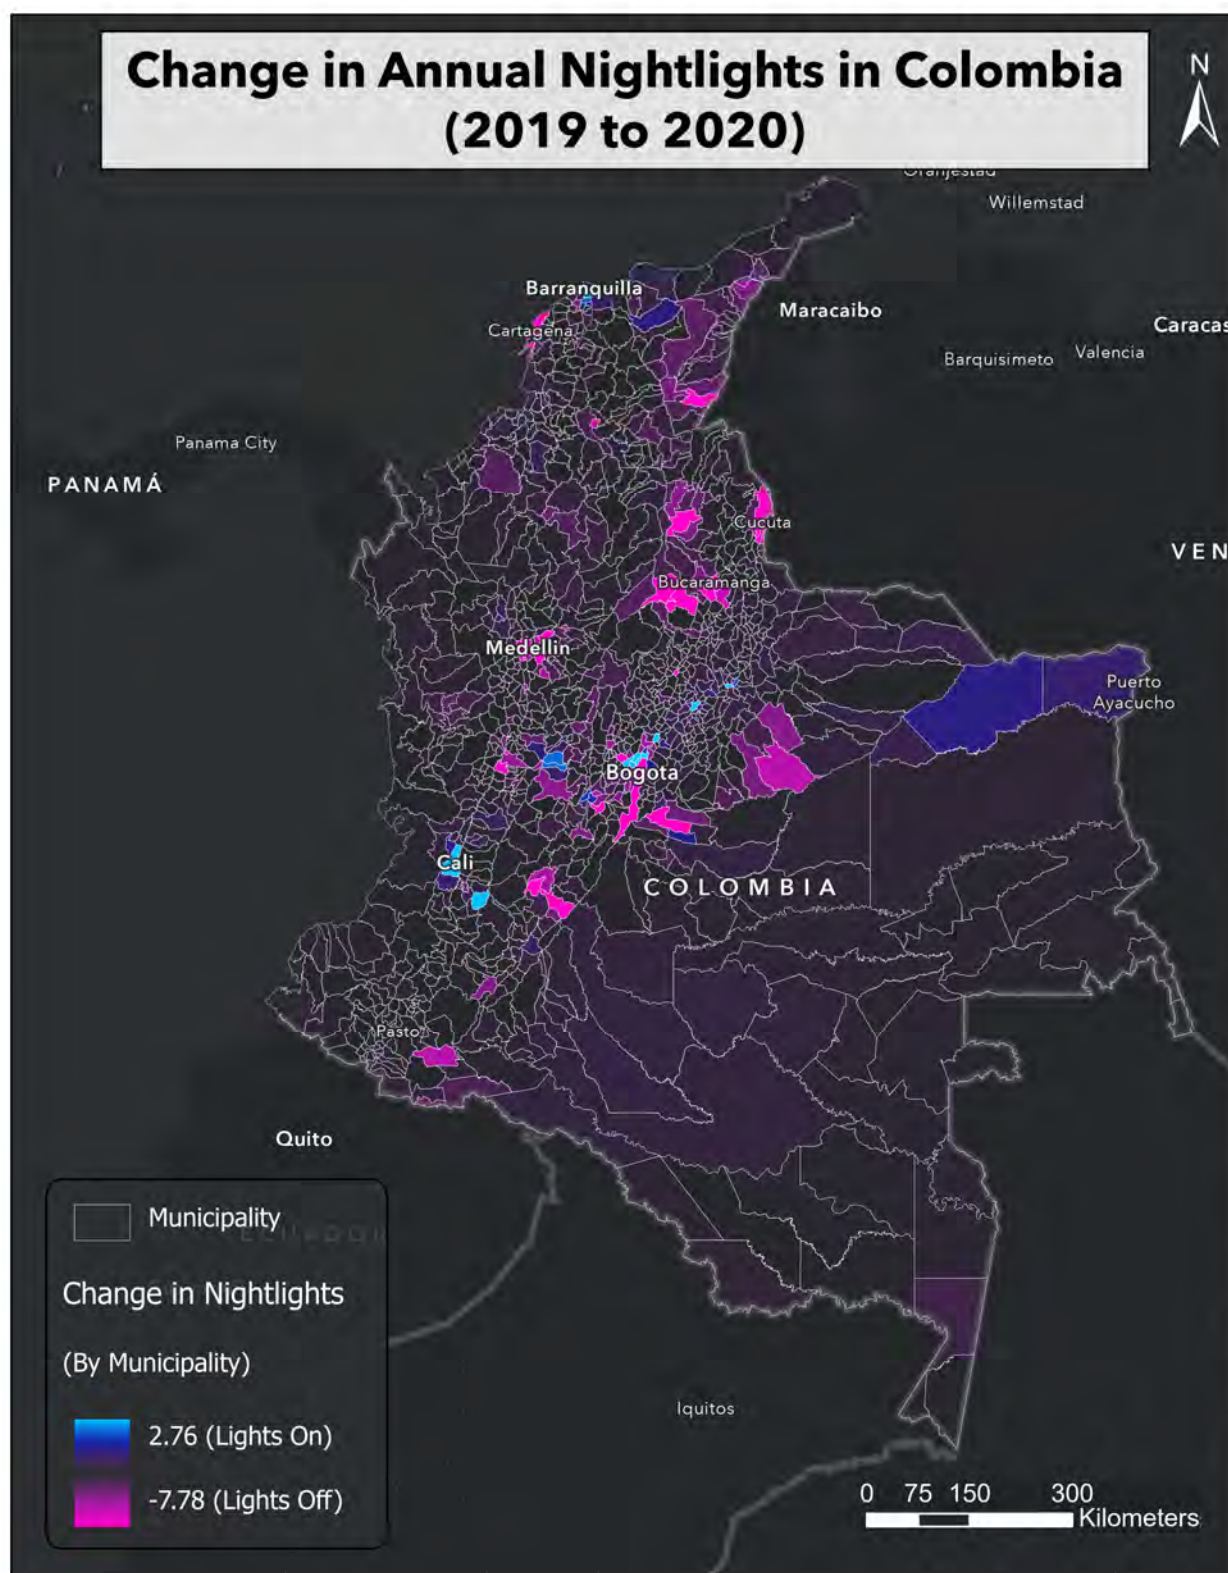 Change in Annual Nightlights in Colombia
(2019 to 2020)
N
Oranjestad
Willemstad
Barranquilla
Maracaibo
Cartagena
Caracas
Valencia
Barquisimeto
Panama City
PANAMÁ
Cucuta
VEN
Bucaramanga
Medellin
Puerto
Ayacucho
Bogota
Cali
COLOMBIA
Pasto
Quito
Municipality
ECUADOR
Change in Nightlights
(By Municipality)
2.76 (Lights On)
-7.78 (Lights Off)
Iquitos
0 75 150 300
Kilometers